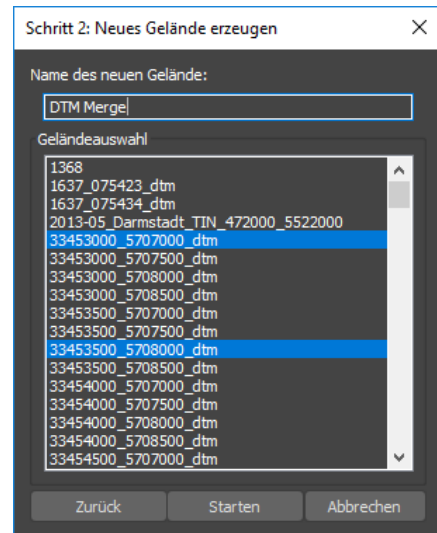 Schritt 2: Neues Gelände erzeugen
Name des neuen Gelände:
DTM Merge
Geländeauswahl
1368
1637_075423_dtm
1637_075434_dtm
2013-05_Darmstadt_TIN_472000_5522000
33453000_5707000_dtm
33453000_5707500_dtm
33453000_5708000_dtm
33453000_5708500_dtm
33453500_5707000_dtm
33453500_5707500_dtm
33453500_5708000_dtm
33453500_5708500_dtm
33454000_5707000_dtm
33454000_5707500_dtm
33454000_5708000_dtm
33454000_5708500_dtm
33454500_5707000_dtm
Zurück Starten Abbrechen